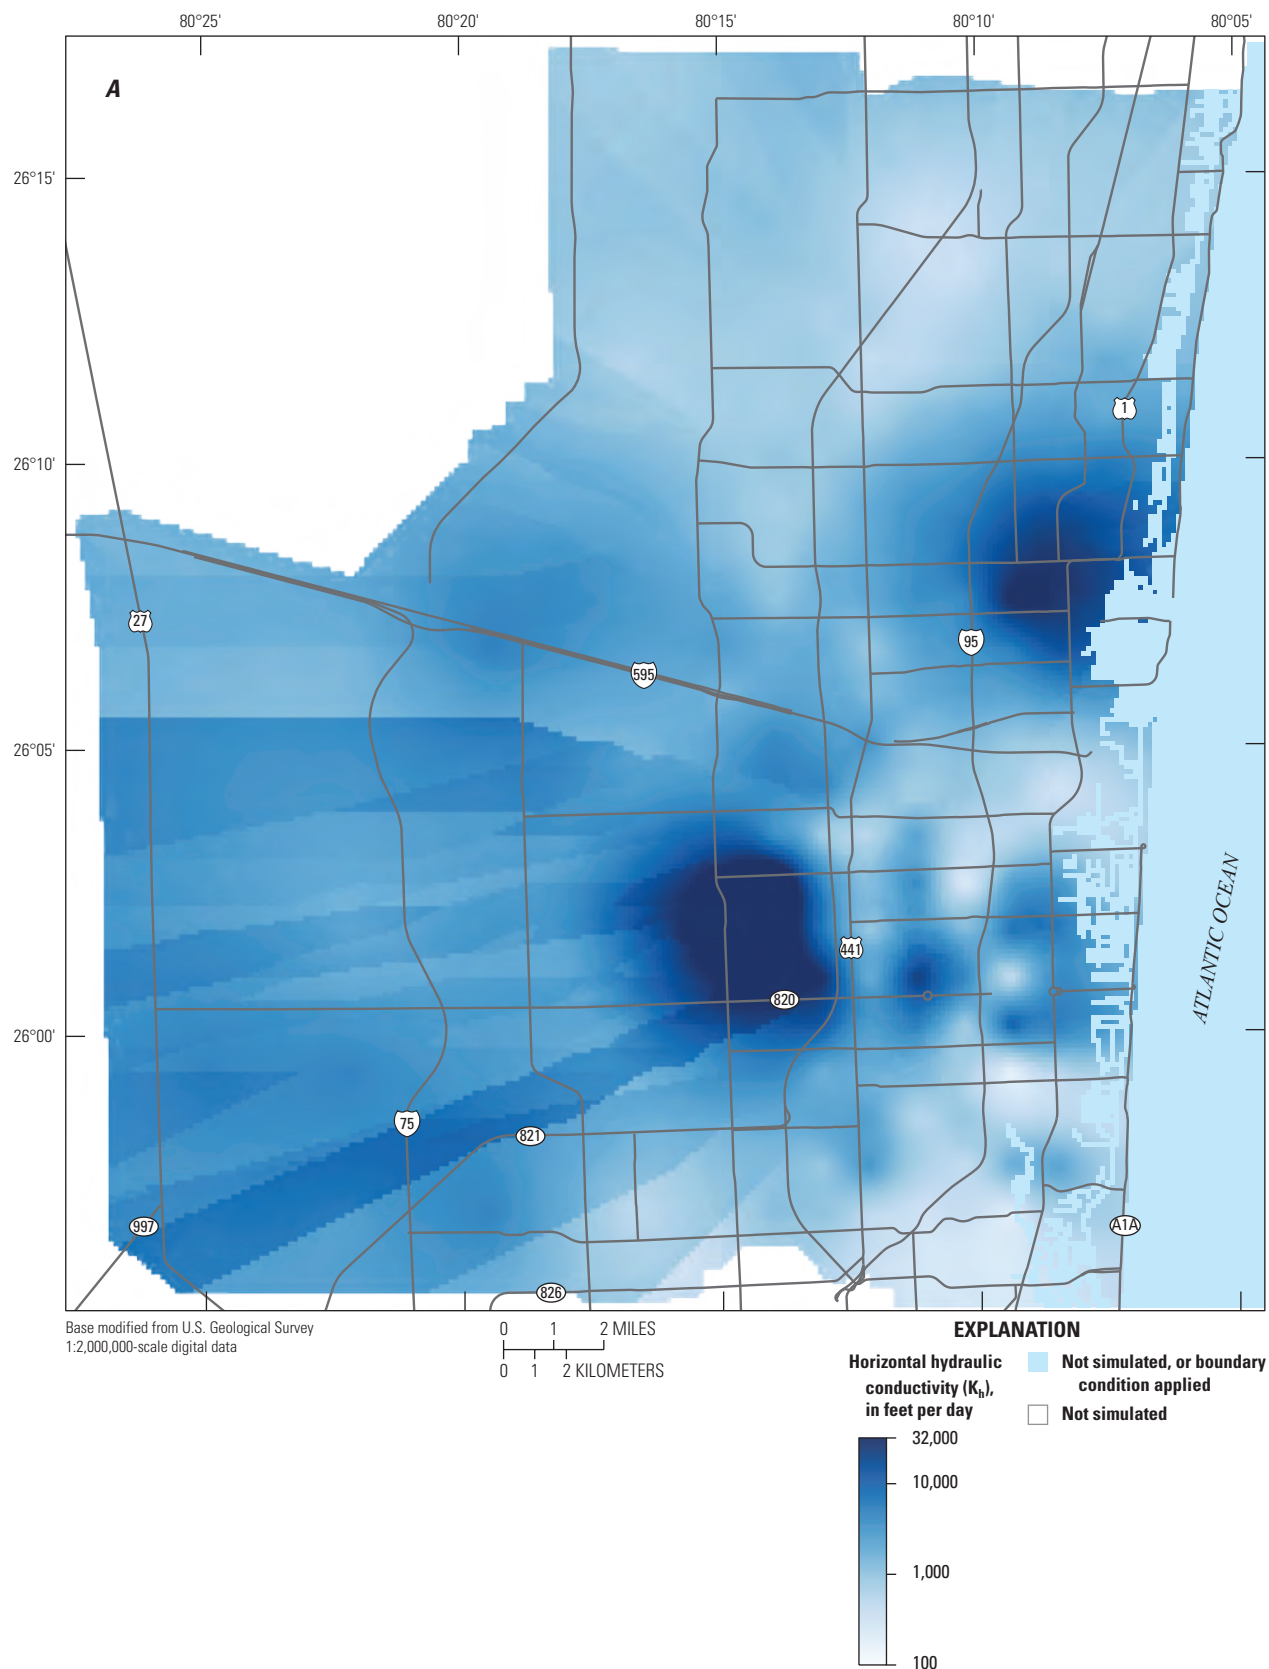 80°25'
80°20'
80°15'
80°10'
80°05'
A
26°15'
1
26°10'
27
95
595
26°05'
ATLANTIC OCEAN
441
820
26°00'
75
821
997
A1A
826
Base modified from U.S. Geological Survey
1:2,000,000-scale digital data
0 1 2 MILES
0 1 2 KILOMETERS
EXPLANATION
Horizontal hydraulic
conductivity (Kh),
in feet per day
32,000
10,000
1,000
100
Not simulated, or boundary
condition applied
Not simulated